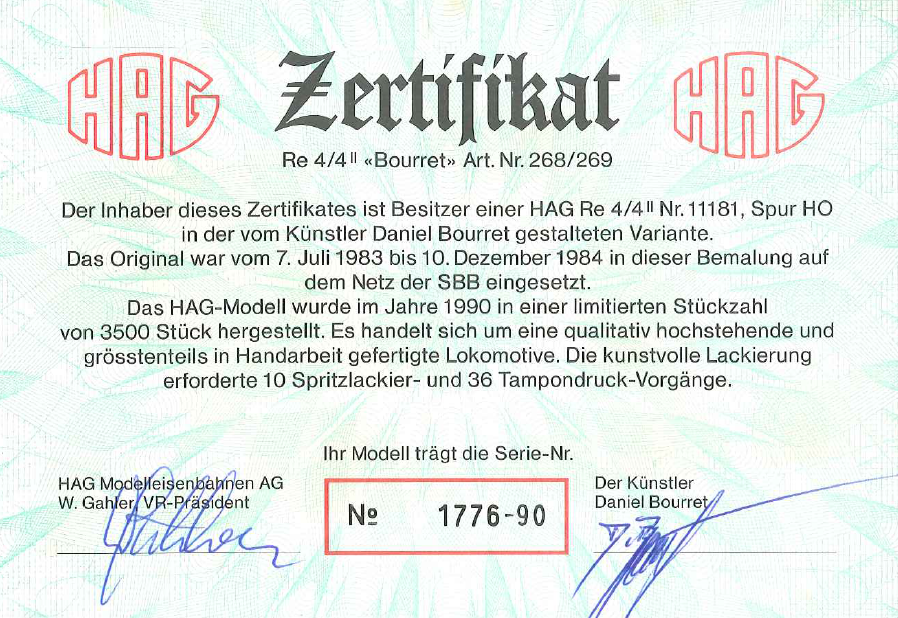 HAG Zertifikat HAG
Re 4/4 II «Bourret» Art. Nr. 268/269
Der Inhaber dieses Zertifikates ist Besitzer einer HAG Re 4/4 II Nr. 11181, Spur HO
in der vom Künstler Daniel Bourret gestalteten Variante.
Das Original war vom 7. Juli 1983 bis 10. Dezember 1984 in dieser Bemalung auf
dem Netz der SBB eingesetzt.
Das HAG-Modell wurde im Jahre 1990 in einer limitierten Stückzahl
von 3500 Stück hergestellt. Es handelt sich um eine qualitativ hochstehende und
grösstenteils in Handarbeit gefertigte Lokomotive. Die kunstvolle Lackierung
erforderte 10 Spritzlackier- und 36 Tampondruck-Vorgänge.
Ihr Modell trägt die Serie-Nr.
HAG Modelleisenbahnen AG
W. Gahler, VR-Präsident
№ 1776-90
Der Künstler
Daniel Bourret